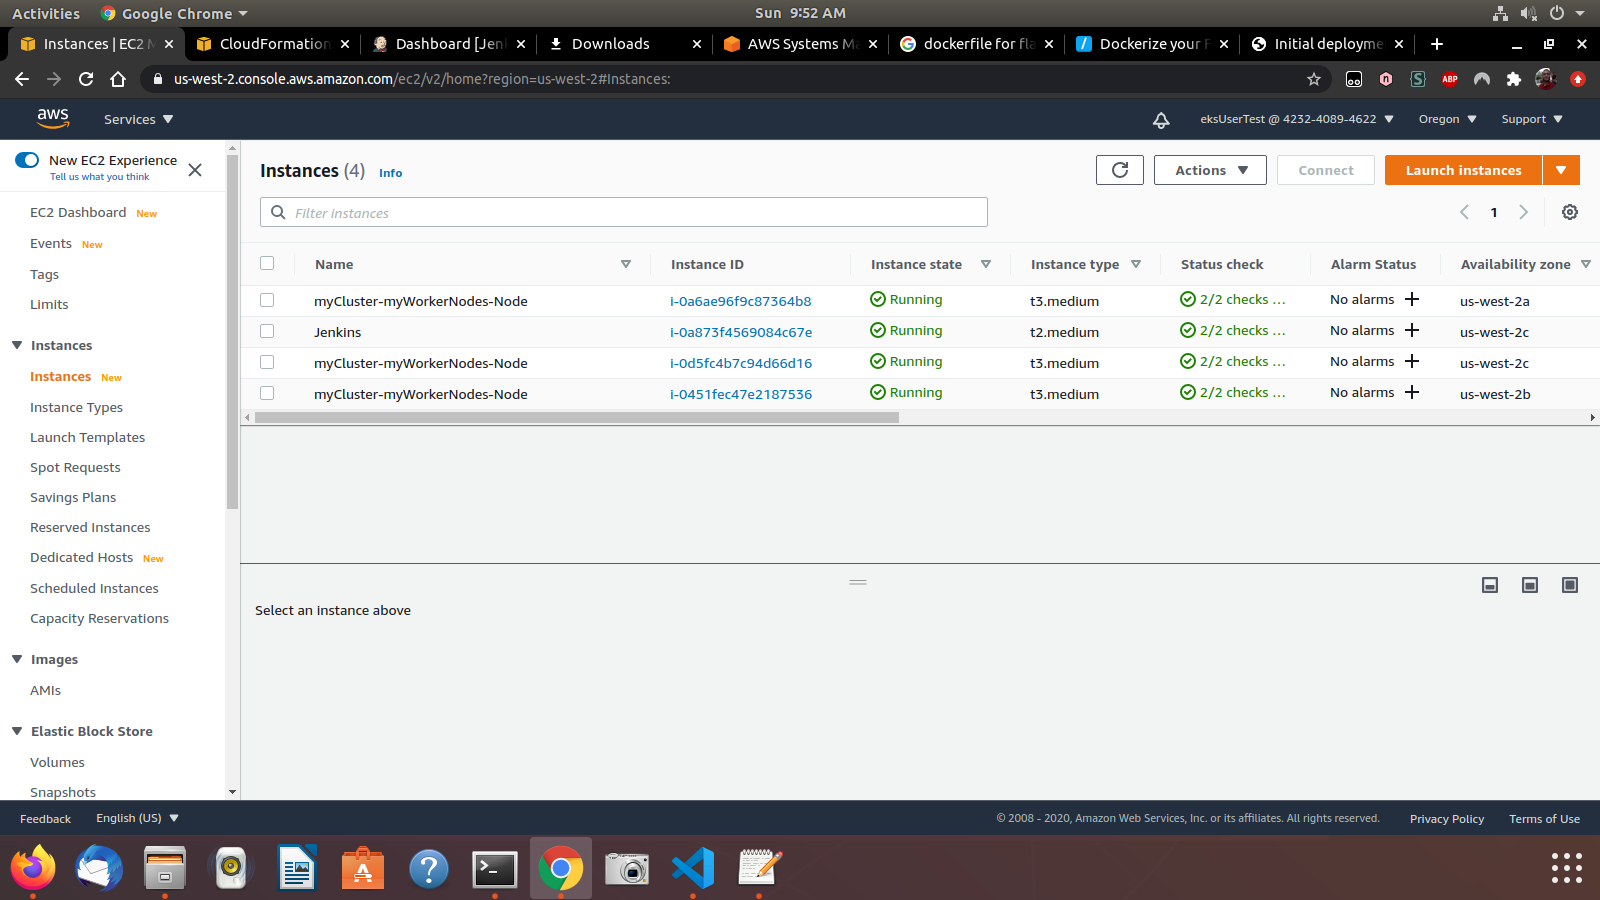 Activities Google Chrome Sun 9:52 AM
Instances | EC2 M CloudFormation Dashboard [Jenk Downloads AWS Systems Ma dockerfile for fla Dockerize your F Initial deployme
us-west-2.console.aws.amazon.com/ec2/v2/home?region=us-west-2#Instances: ABP
aws Services eksUserTest @ 4232-4089-4622 Oregon Support
New EC2 Experience
Tell us what you think
EC2 Dashboard New
Events New
Tags
Limits
Instances
Instances New
Instance Types
Launch Templates
Spot Requests
Savings Plans
Reserved Instances
Dedicated Hosts New
Scheduled Instances
Capacity Reservations
Images
AMIs
Elastic Block Store
Volumes
Snapshots
Instances (4) Info Actions Connect Launch instances
Filter instances 1
Name Instance ID Instance state Instance type Status check Alarm Status Availability zone
myCluster-myWorkerNodes-Node i-0a6ae96f9c87364b8 Running t3.medium 2/2 checks ... No alarms us-west-2a
Jenkins i-0a873f4569084c67e Running t2.medium 2/2 checks ... No alarms us-west-2c
myCluster-myWorkerNodes-Node i-0d5fc4b7c94d66d16 Running t3.medium 2/2 checks ... No alarms us-west-2c
myCluster-myWorkerNodes-Node i-0451fec47e2187536 Running t3.medium 2/2 checks ... No alarms us-west-2b
Select an instance above
Feedback English (US) © 2008 - 2020, Amazon Web Services, Inc. or its affiliates. All rights reserved. Privacy Policy Terms of Use